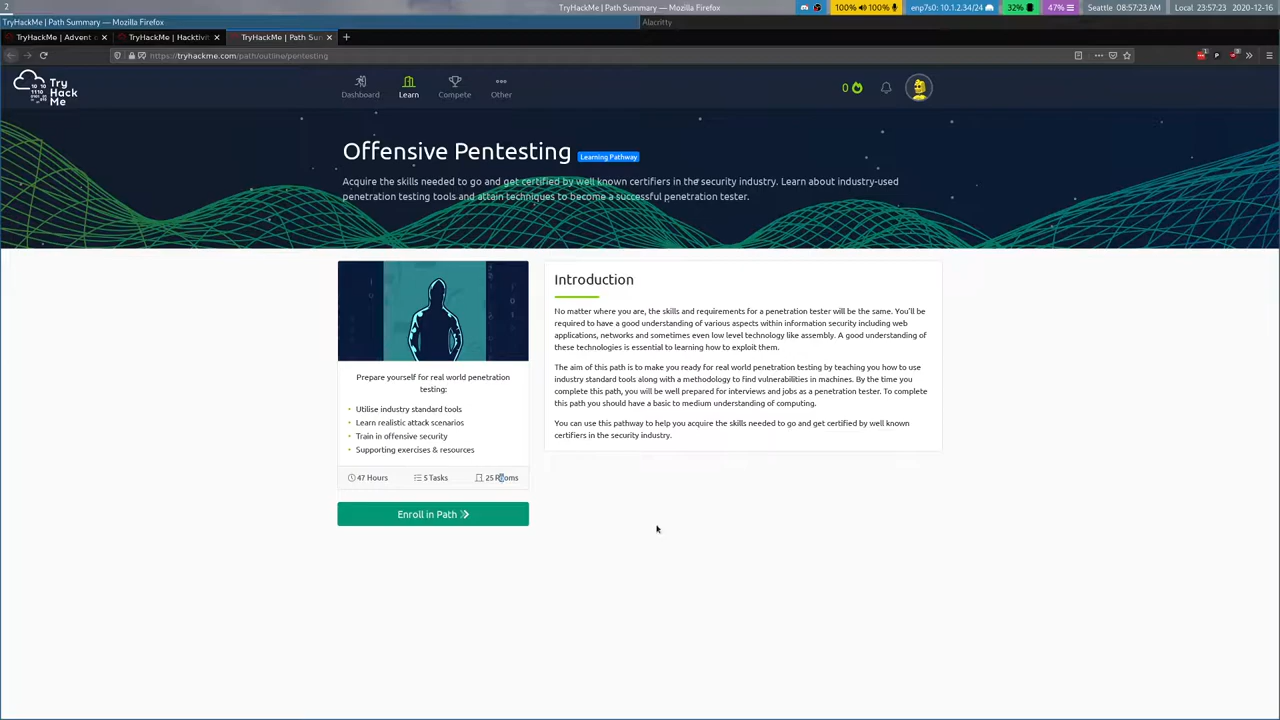 2
TryHackMe | Path Summary — Mozilla Firefox
100% 100%
enp7s0: 10.1.2.34/24
32%
47%
Seattle 08:57:23 AM
Local 23:57:23
2020-12-16
TryHackMe | Path Summary — Mozilla Firefox
Alacritty
TryHackMe | Advent o
TryHackMe | Hacktivit
TryHackMe | Path Sum
https://tryhackme.com/path/outline/pentesting
Try
Hack
Me
Dashboard
Learn
Compete
Other
0
Offensive Pentesting
Learning Pathway
Acquire the skills needed to go and get certified by well known certifiers in the security industry. Learn about industry-used
penetration testing tools and attain techniques to become a successful penetration tester.
Prepare yourself for real world penetration
testing:
• Utilise industry standard tools
• Learn realistic attack scenarios
• Train in offensive security
• Supporting exercises & resources
47 Hours
5 Tasks
25 Rooms
Enroll in Path
Introduction
No matter where you are, the skills and requirements for a penetration tester will be the same. You'll be
required to have a good understanding of various aspects within information security including web
applications, networks and sometimes even low level technology like assembly. A good understanding of
these technologies is essential to learning how to exploit them.
The aim of this path is to make you ready for real world penetration testing by teaching you how to use
industry standard tools along with a methodology to find vulnerabilities in machines. By the time you
complete this path, you will be well prepared for interviews and jobs as a penetration tester. To complete
this path you should have a basic to medium understanding of computing.
You can use this pathway to help you acquire the skills needed to go and get certified by well known
certifiers in the security industry.